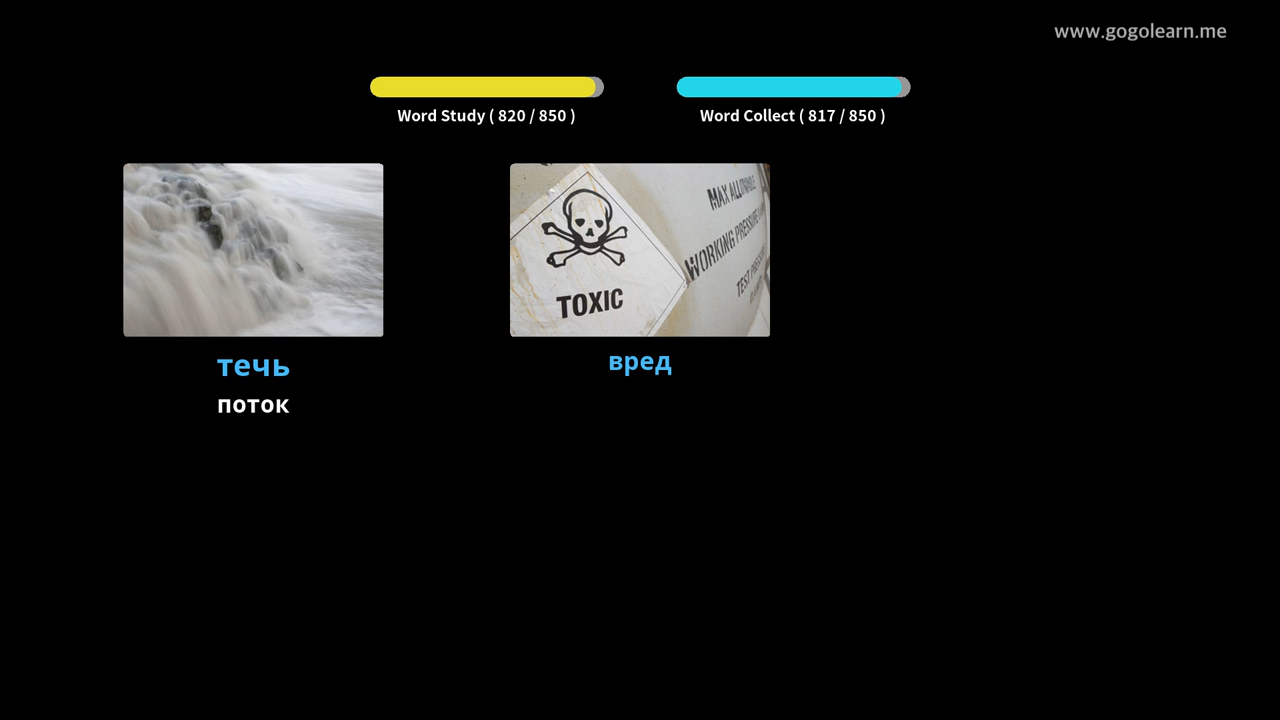 www.gogolearn.me
Word Study ( 820 / 850 )
Word Collect ( 817 / 850 )
TOXIC
MAX ALLOWABLE
WORKING PRESSURE
TEST
течь
поток
вред